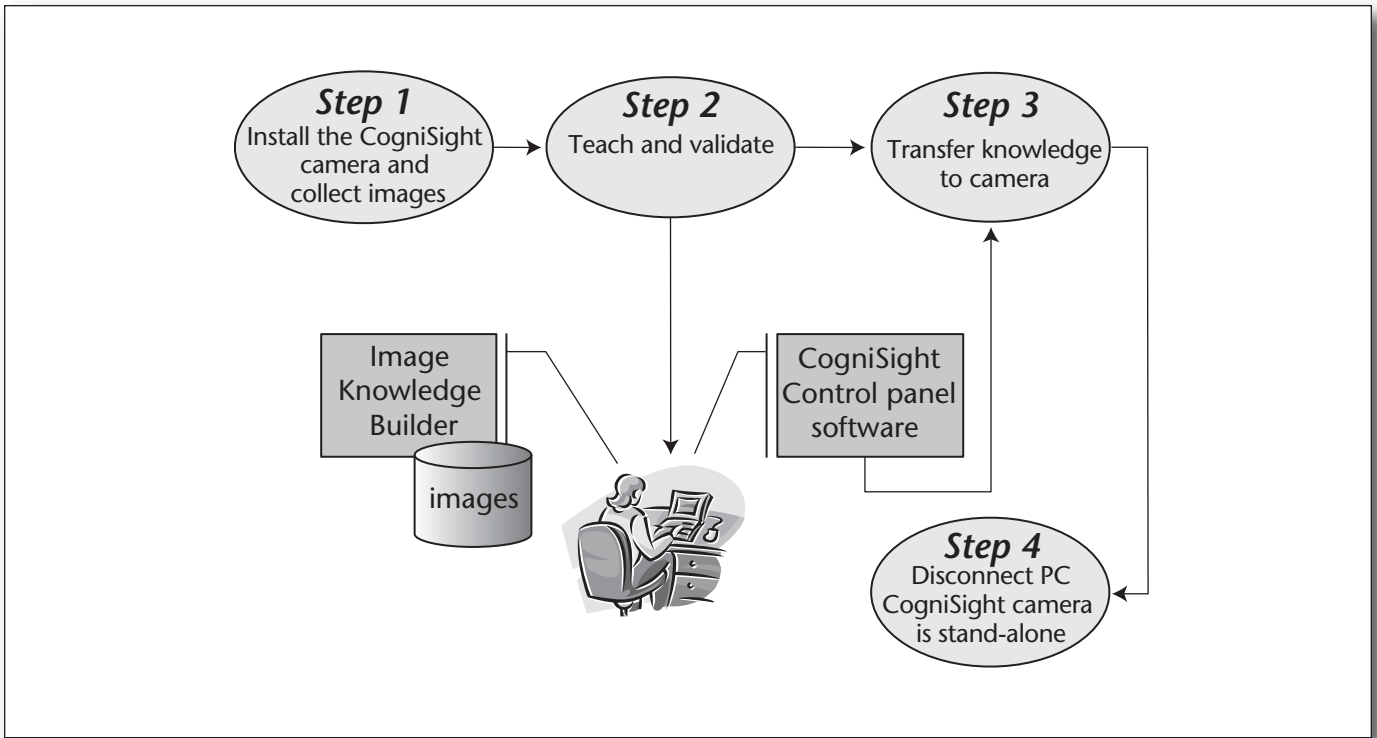 Step 1
Install the CogniSight
camera and
collect images
Step 2
Teach and validate
Step 3
Transfer knowledge
to camera
Image
Knowledge
Builder
images
CogniSight
Control panel
software
Step 4
Disconnect PC
CogniSight camera
is stand-alone